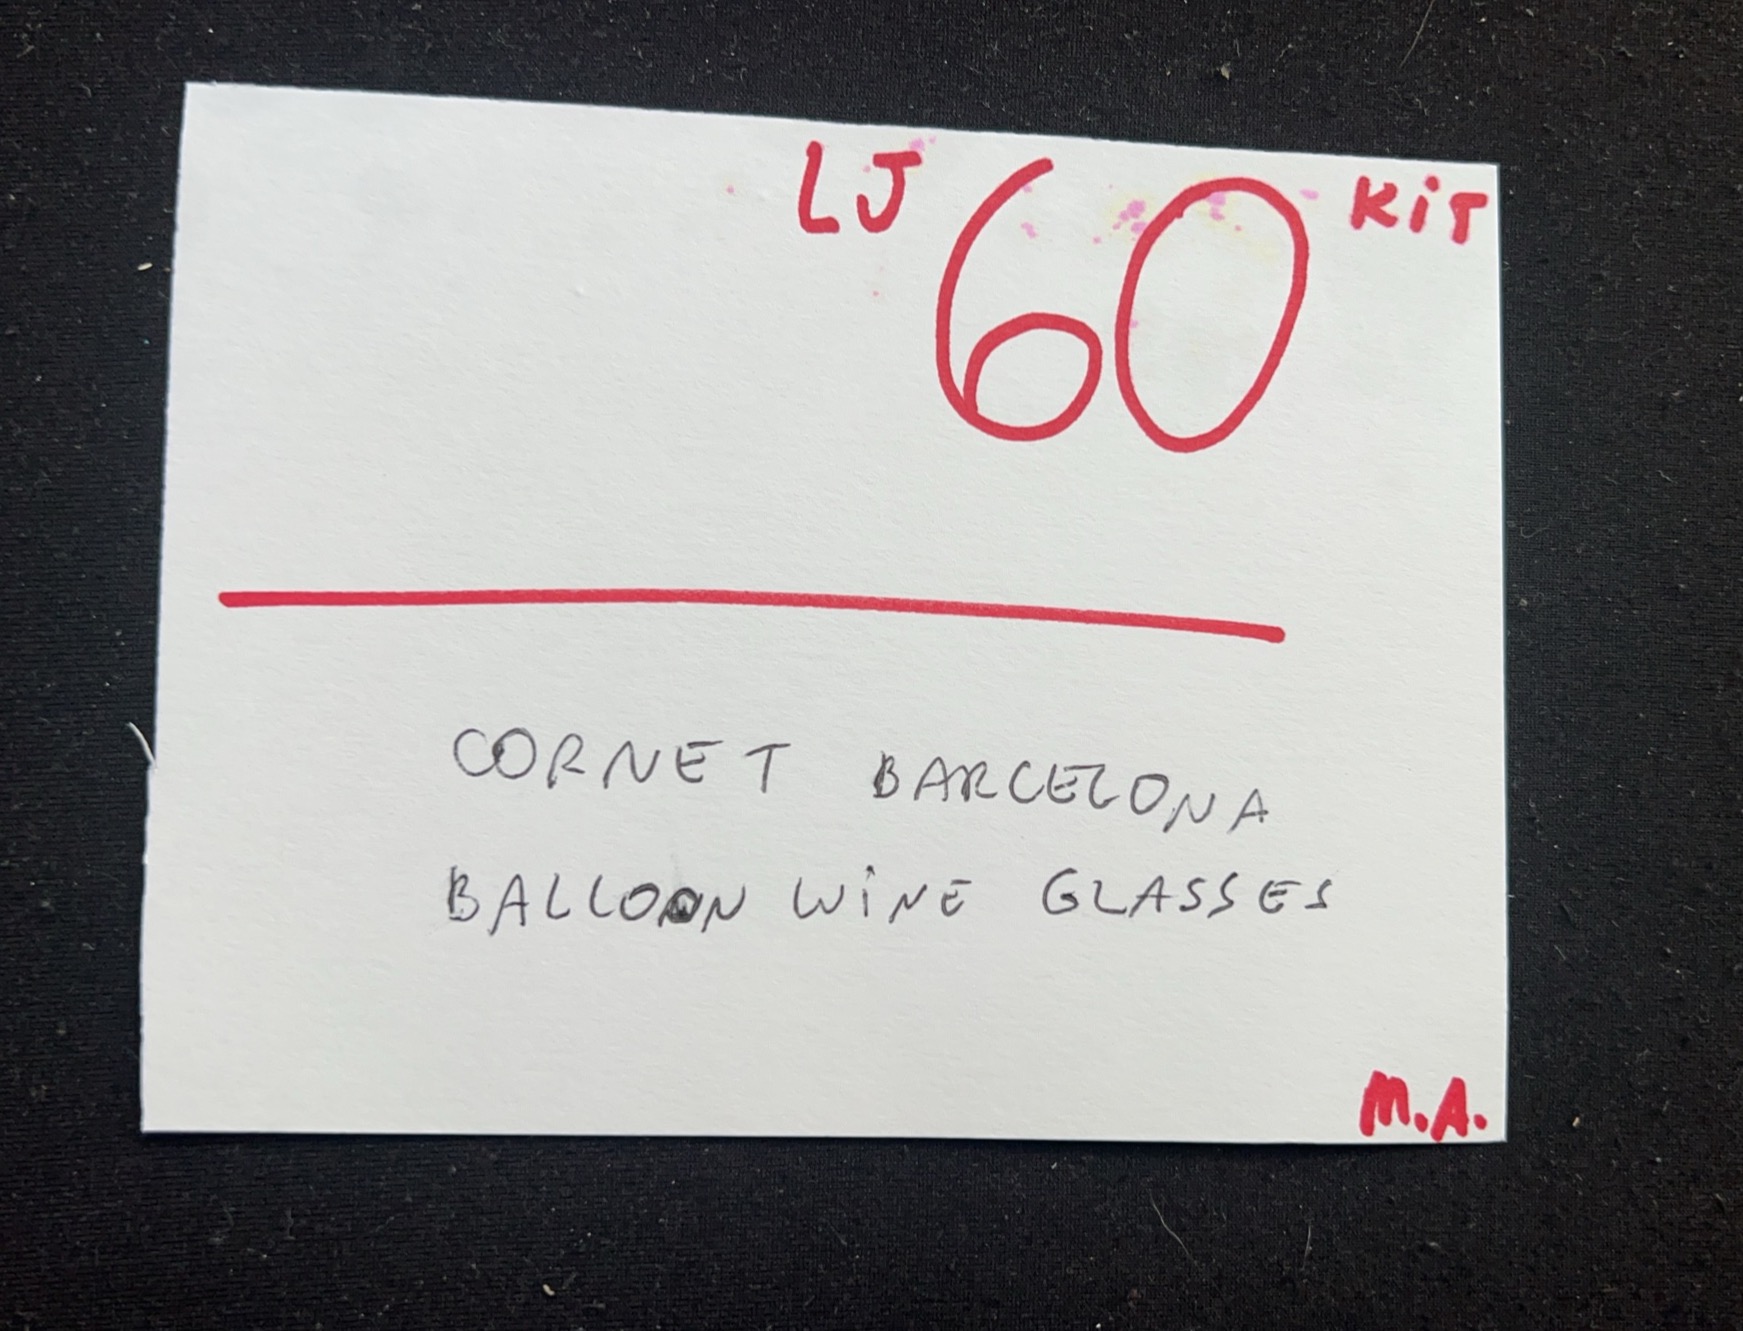 LJ 60 KiT
CORNET BARCELONA
BALLOON WiNE GLASSES
M.A.